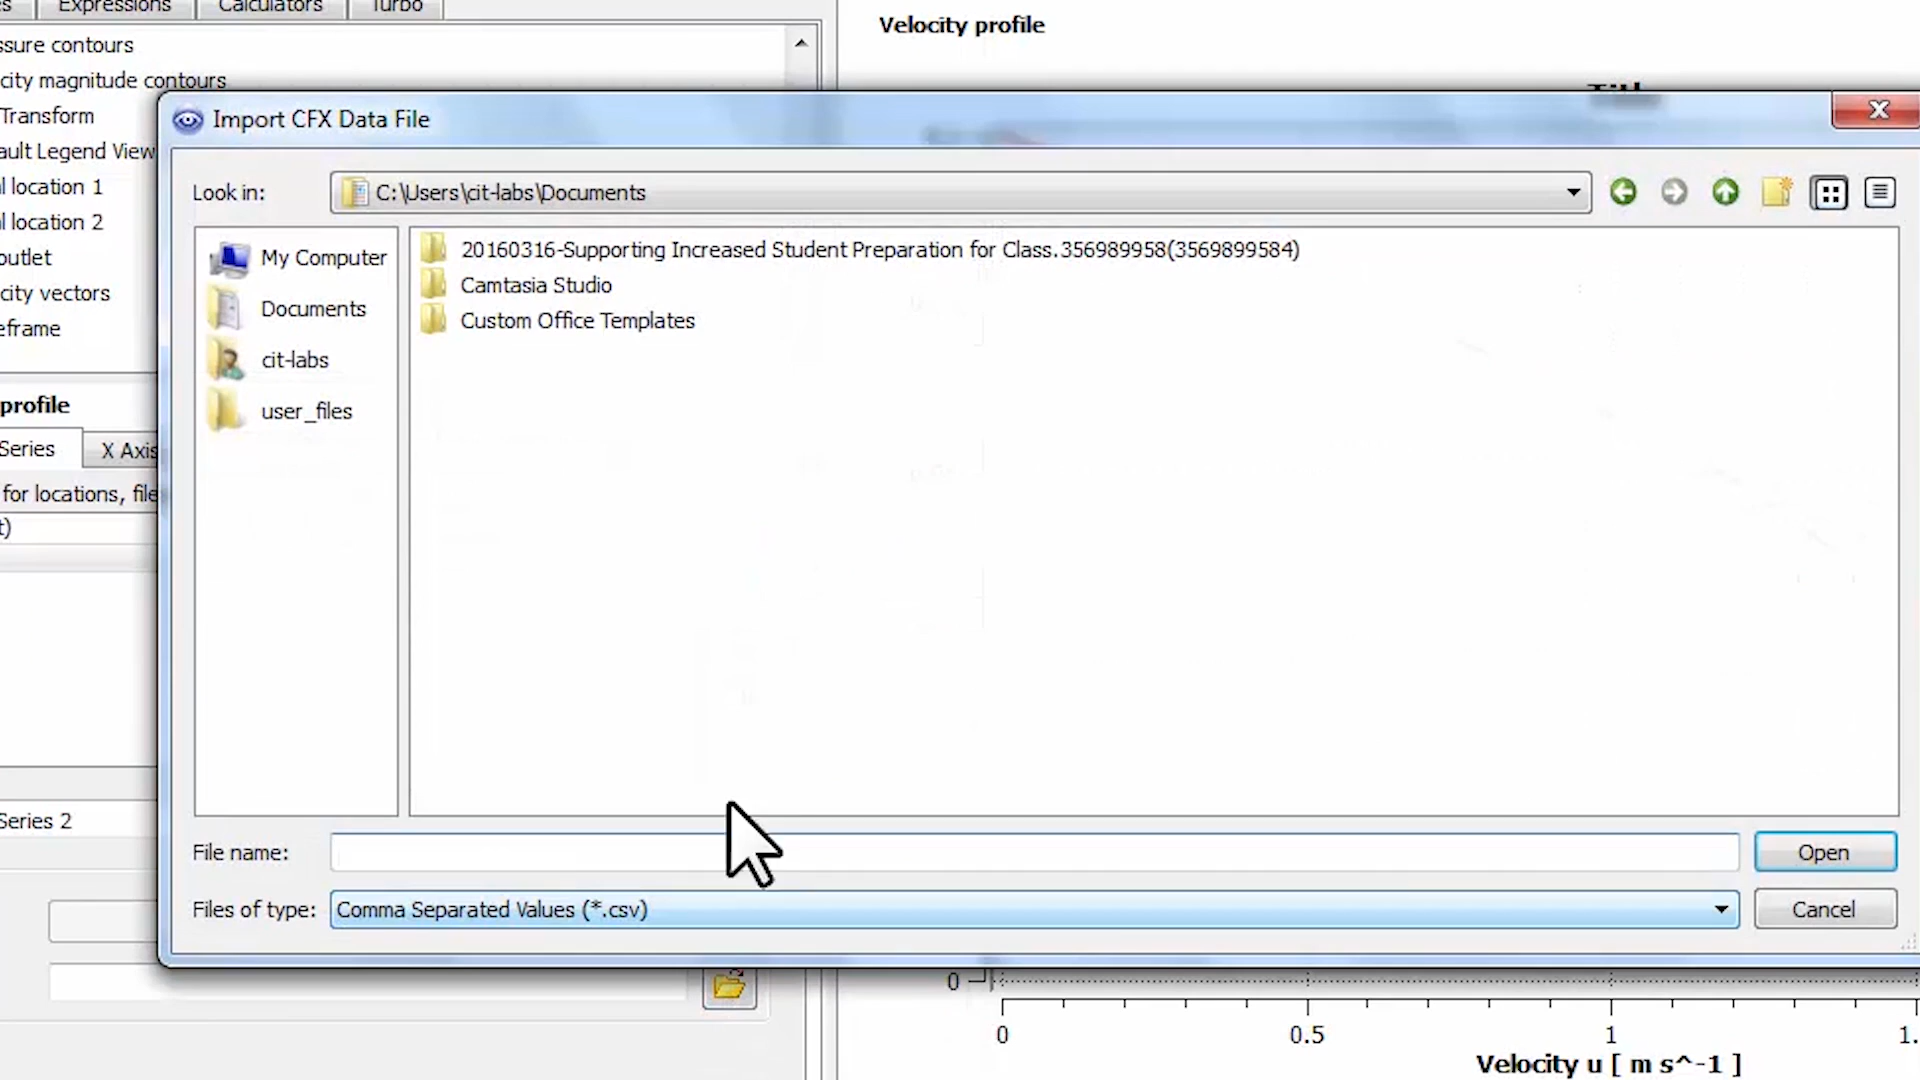 Expressions
Calculators
Turbo
ssure contours
city magnitude contours
Transform
ault Legend View
l location 1
l location 2
outlet
city vectors
eframe
profile
Series
X Axis
for locations, file
t)
Series 2
Velocity profile
Title
Import CFX Data File
Look in:
C:\Users\cit-labs\Documents
My Computer
Documents
cit-labs
user_files
20160316-Supporting Increased Student Preparation for Class.356989958(3569899584)
Camtasia Studio
Custom Office Templates
File name:
Open
Files of type:
Comma Separated Values (*.csv)
Cancel
0
0 0.5 1 1.
Velocity u [ m s^-1 ]